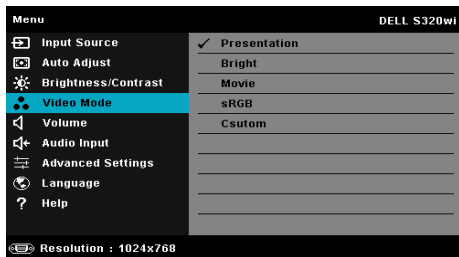 Menu DELL S320wi
Input Source
Auto Adjust
Brightness/Contrast
Video Mode
Volume
Audio Input
Advanced Settings
Language
? Help
✓ Presentation
Bright
Movie
sRGB
Csutom
Resolution : 1024x768